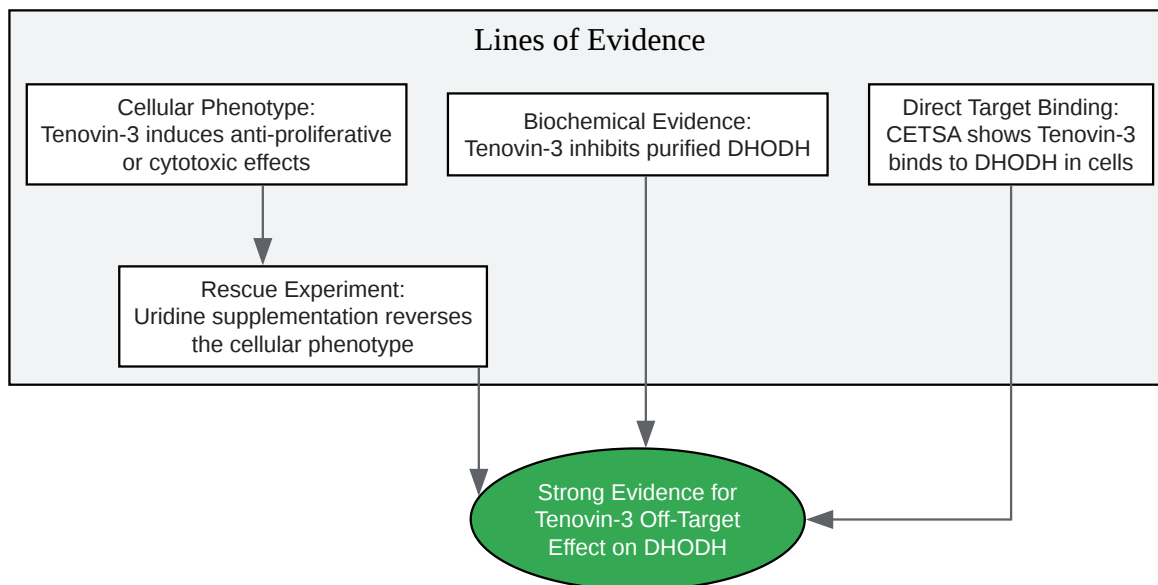 Lines of Evidence
Cellular Phenotype:
Tenovin-3 induces anti-proliferative
or cytotoxic effects
Biochemical Evidence:
Tenovin-3 inhibits purified DHODH
Direct Target Binding:
CETSA shows Tenovin-3
binds to DHODH in cells
Rescue Experiment:
Uridine supplementation reverses
the cellular phenotype
Strong Evidence for
Tenovin-3 Off-Target
Effect on DHODH